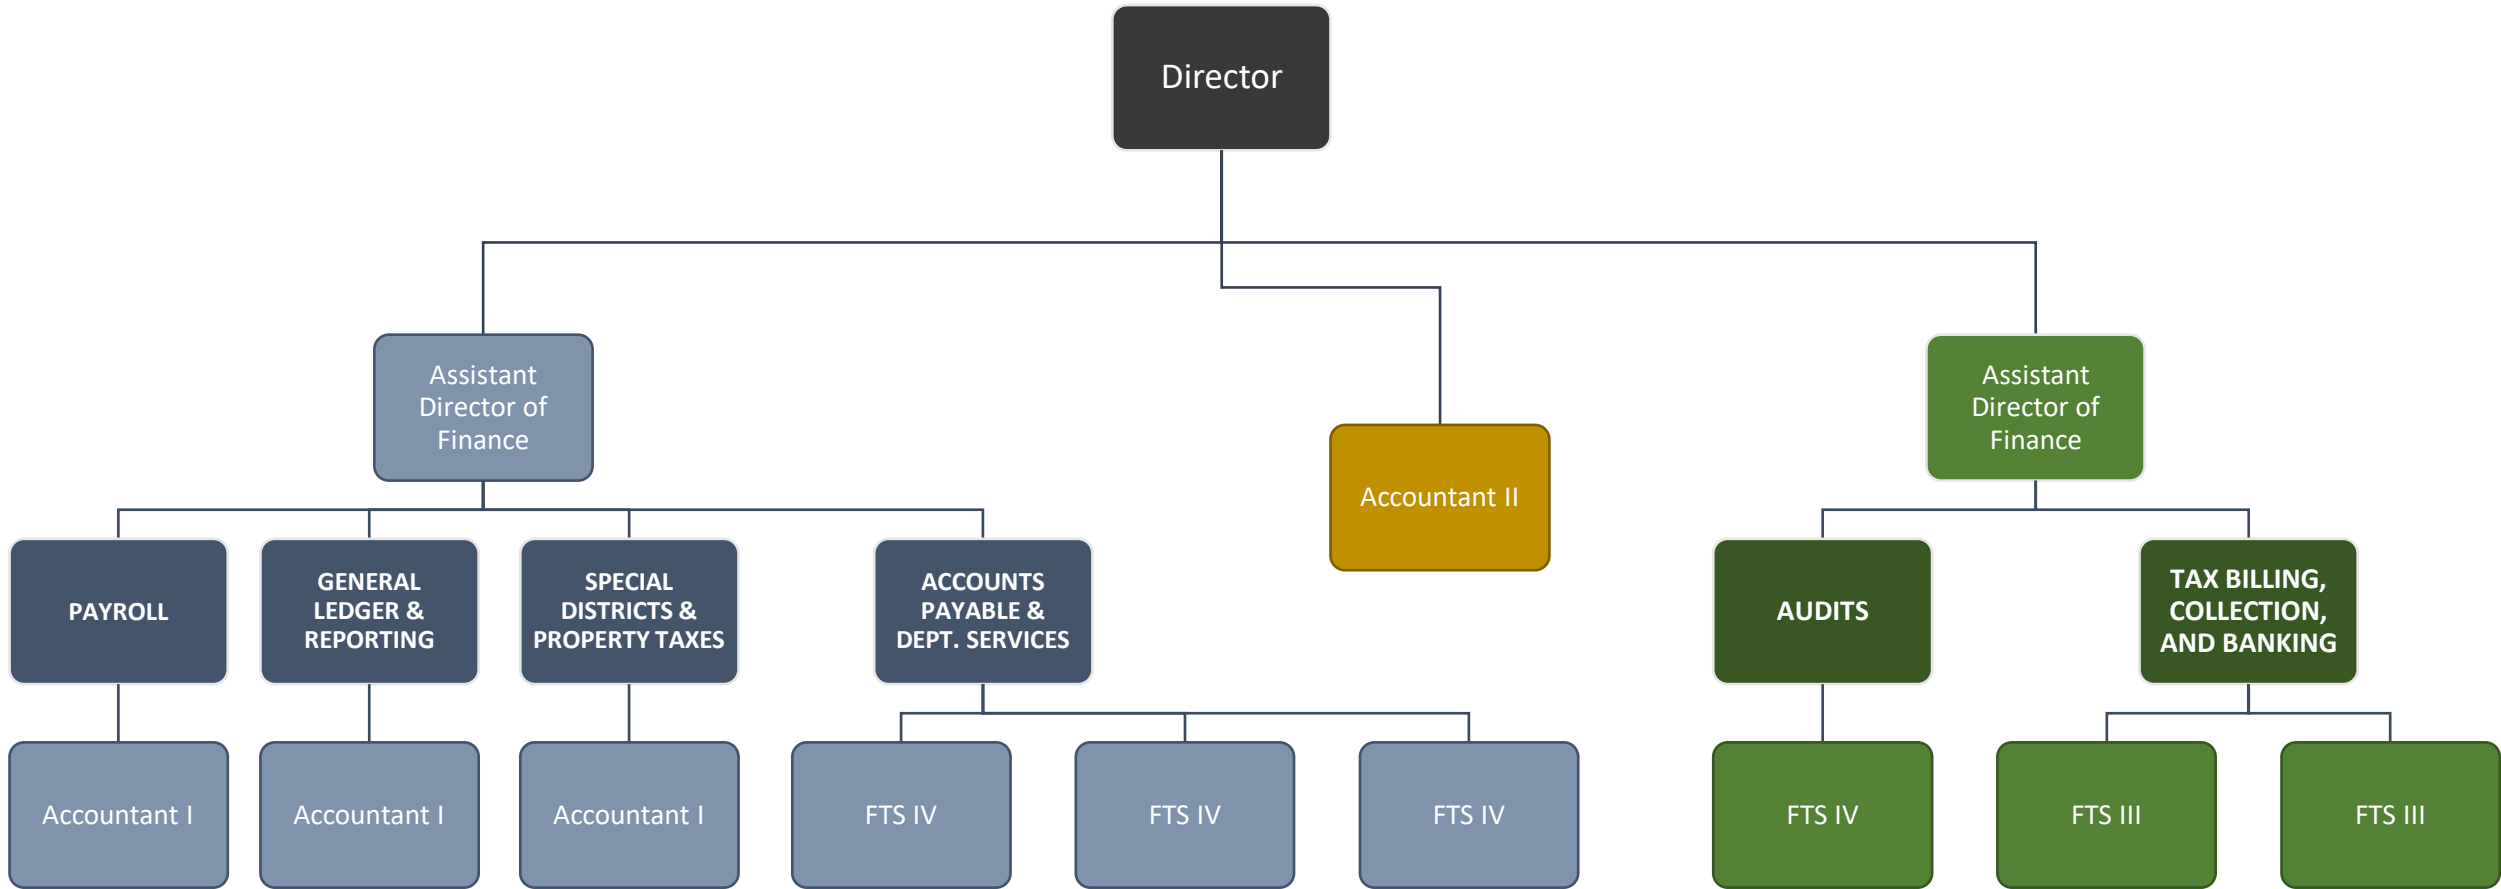 Director
Assistant
Director of
Finance
Accountant II
Assistant
Director of
Finance
PAYROLL
GENERAL
LEDGER &
REPORTING
SPECIAL
DISTRICTS &
PROPERTY TAXES
ACCOUNTS
PAYABLE &
DEPT. SERVICES
AUDITS
TAX BILLING,
COLLECTION,
AND BANKING
Accountant I
Accountant I
Accountant I
FTS IV
FTS IV
FTS IV
FTS IV
FTS III
FTS III